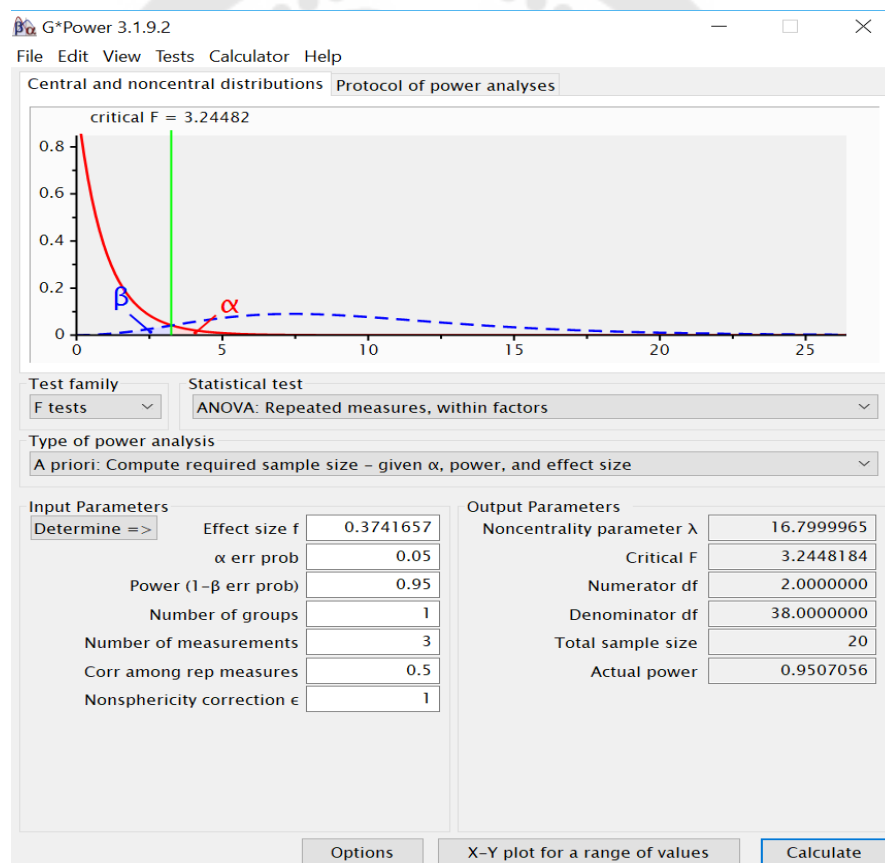 G*Power 3.1.9.2
File Edit View Tests Calculator Help
Central and noncentral distributions Protocol of power analyses
critical F = 3.24482
0.8
0.6
0.4
0.2
0
β α
0 5 10 15 20 25
Test family Statistical test
F tests ANOVA: Repeated measures, within factors
Type of power analysis
A priori: Compute required sample size – given α, power, and effect size
Input Parameters Output Parameters
Determine => Effect size f 0.3741657 Noncentrality parameter λ 16.7999965
α err prob 0.05 Critical F 3.2448184
Power (1-β err prob) 0.95 Numerator df 2.0000000
Number of groups 1 Denominator df 38.0000000
Number of measurements 3 Total sample size 20
Corr among rep measures 0.5 Actual power 0.9507056
Nonsphericity correction ϵ 1
Options X-Y plot for a range of values Calculate